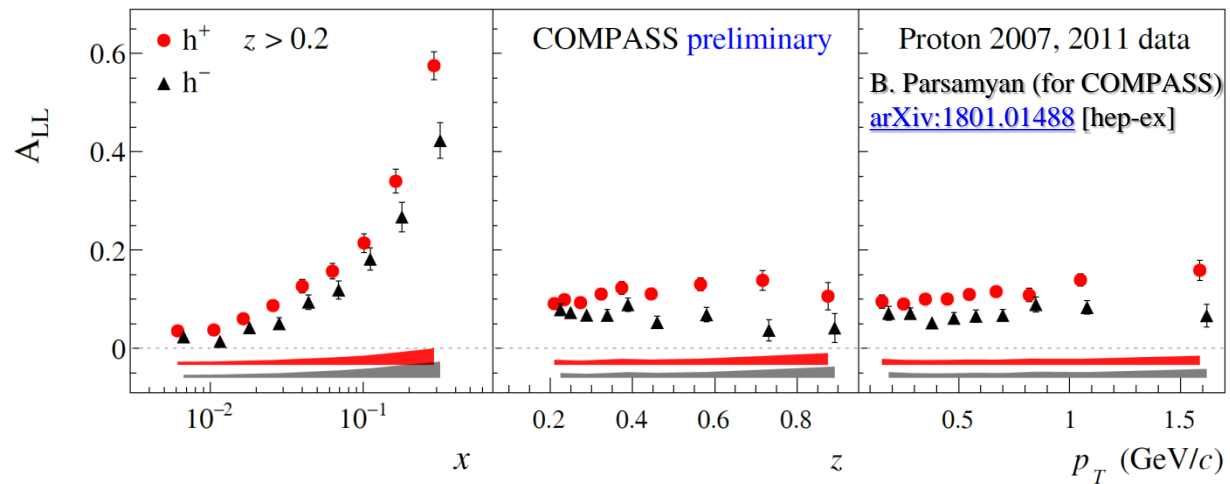 h⁺ z > 0.2
h⁻
COMPASS preliminary
Proton 2007, 2011 data
B. Parsamyan (for COMPASS)
arXiv:1801.01488 [hep-ex]
A_LL
0.6
0.4
0.2
0
10⁻² 10⁻¹
x
0.2 0.4 0.6 0.8
z
0.5 1 1.5
p_T (GeV/c)